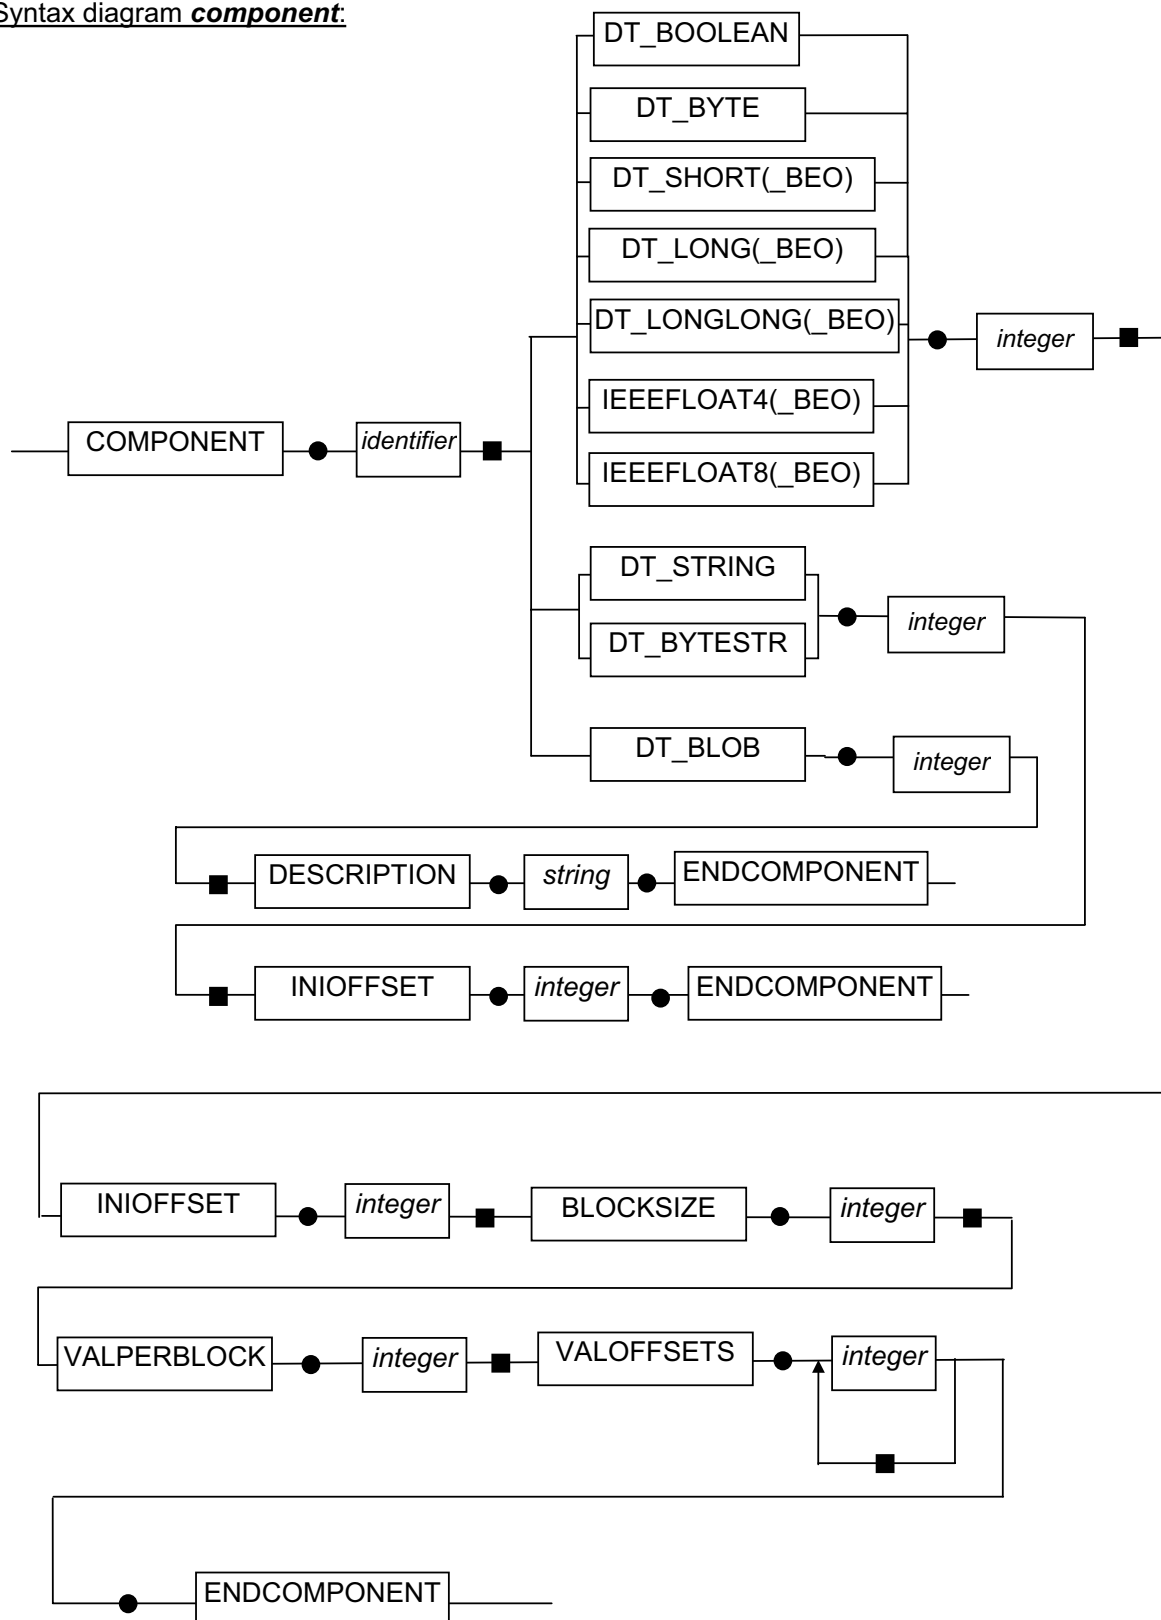 Syntax diagram component:
DT_BOOLEAN
DT_BYTE
DT_SHORT(_BEO)
DT_LONG(_BEO)
DT_LONGLONG(_BEO)
integer
IEEEFLOAT4(_BEO)
COMPONENT identifier
IEEEFLOAT8(_BEO)
DT_STRING
integer
DT_BYTESTR
DT_BLOB integer
DESCRIPTION string ENDCOMPONENT
INIOFFSET integer ENDCOMPONENT
INIOFFSET integer BLOCKSIZE integer
VALPERBLOCK integer VALOFFSETS integer
ENDCOMPONENT